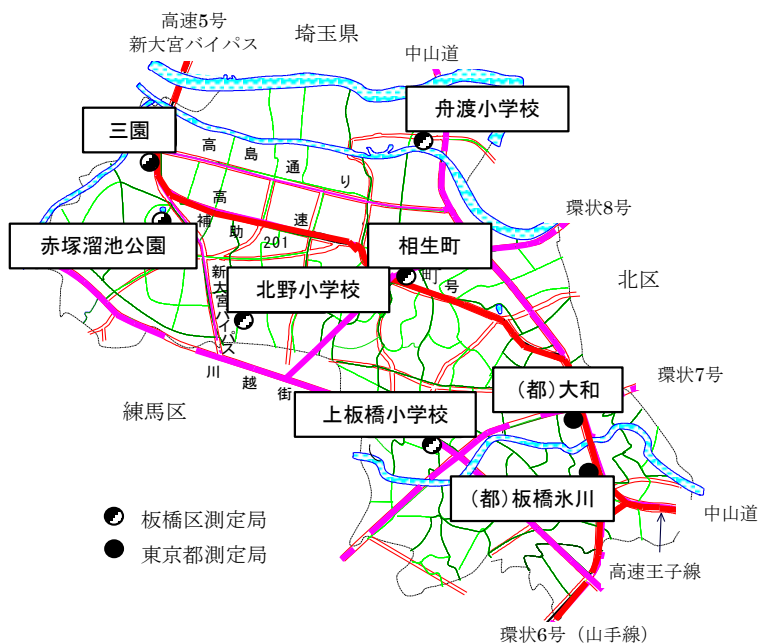 高速5号
新大宮バイパス
埼玉県
中山道
舟渡小学校
三園
高島通り
高速
補助
201
環状8号
赤塚溜池公園
相生町
町
号
北区
北野小学校
新大宮バイパス
川越街
環状7号
(都)大和
練馬区
上板橋小学校
(都)板橋氷川
中山道
板橋区測定局
東京都測定局
高速王子線
環状6号（山手線）